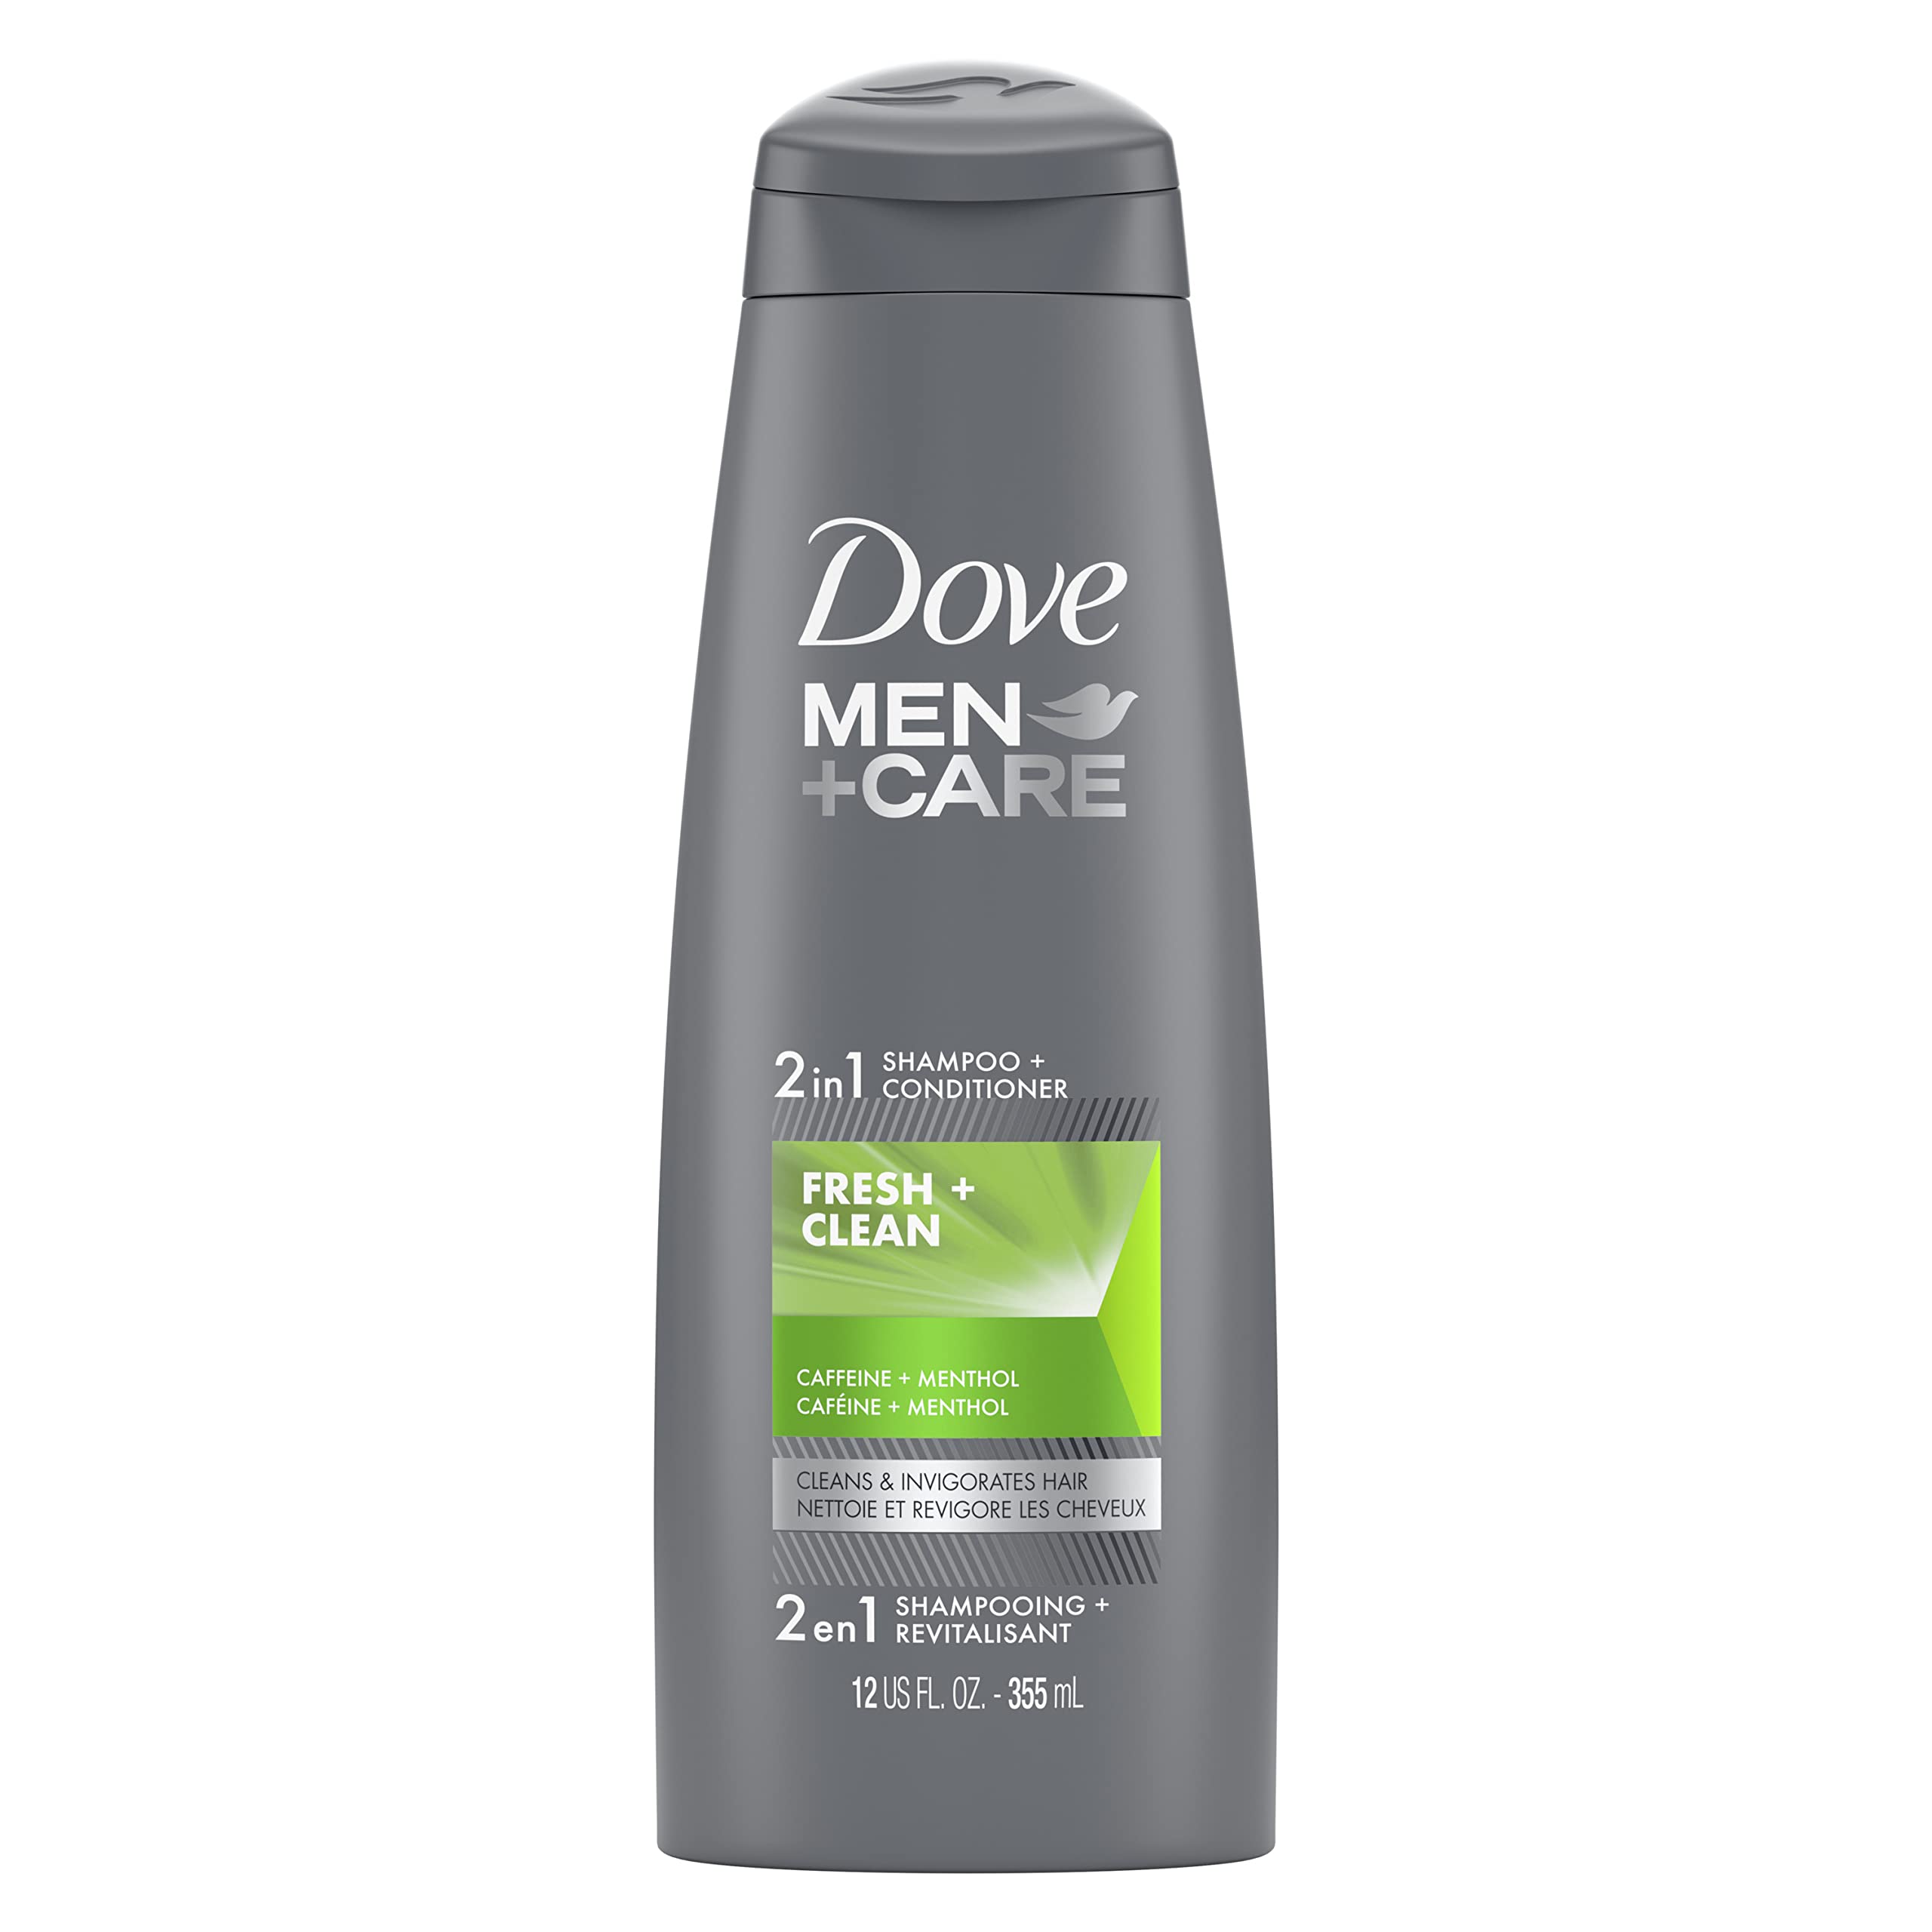 Dove
MEN
+CARE
2in1 SHAMPOO +
CONDITIONER
FRESH +
CLEAN
CAFFEINE + MENTHOL
CAFÉINE + MENTHOL
CLEANS & INVIGORATES HAIR
NETTOIE ET REVIGORE LES CHEVEUX
2en1 SHAMPOOING +
REVITALISANT
12 US FL. OZ. - 355 mL